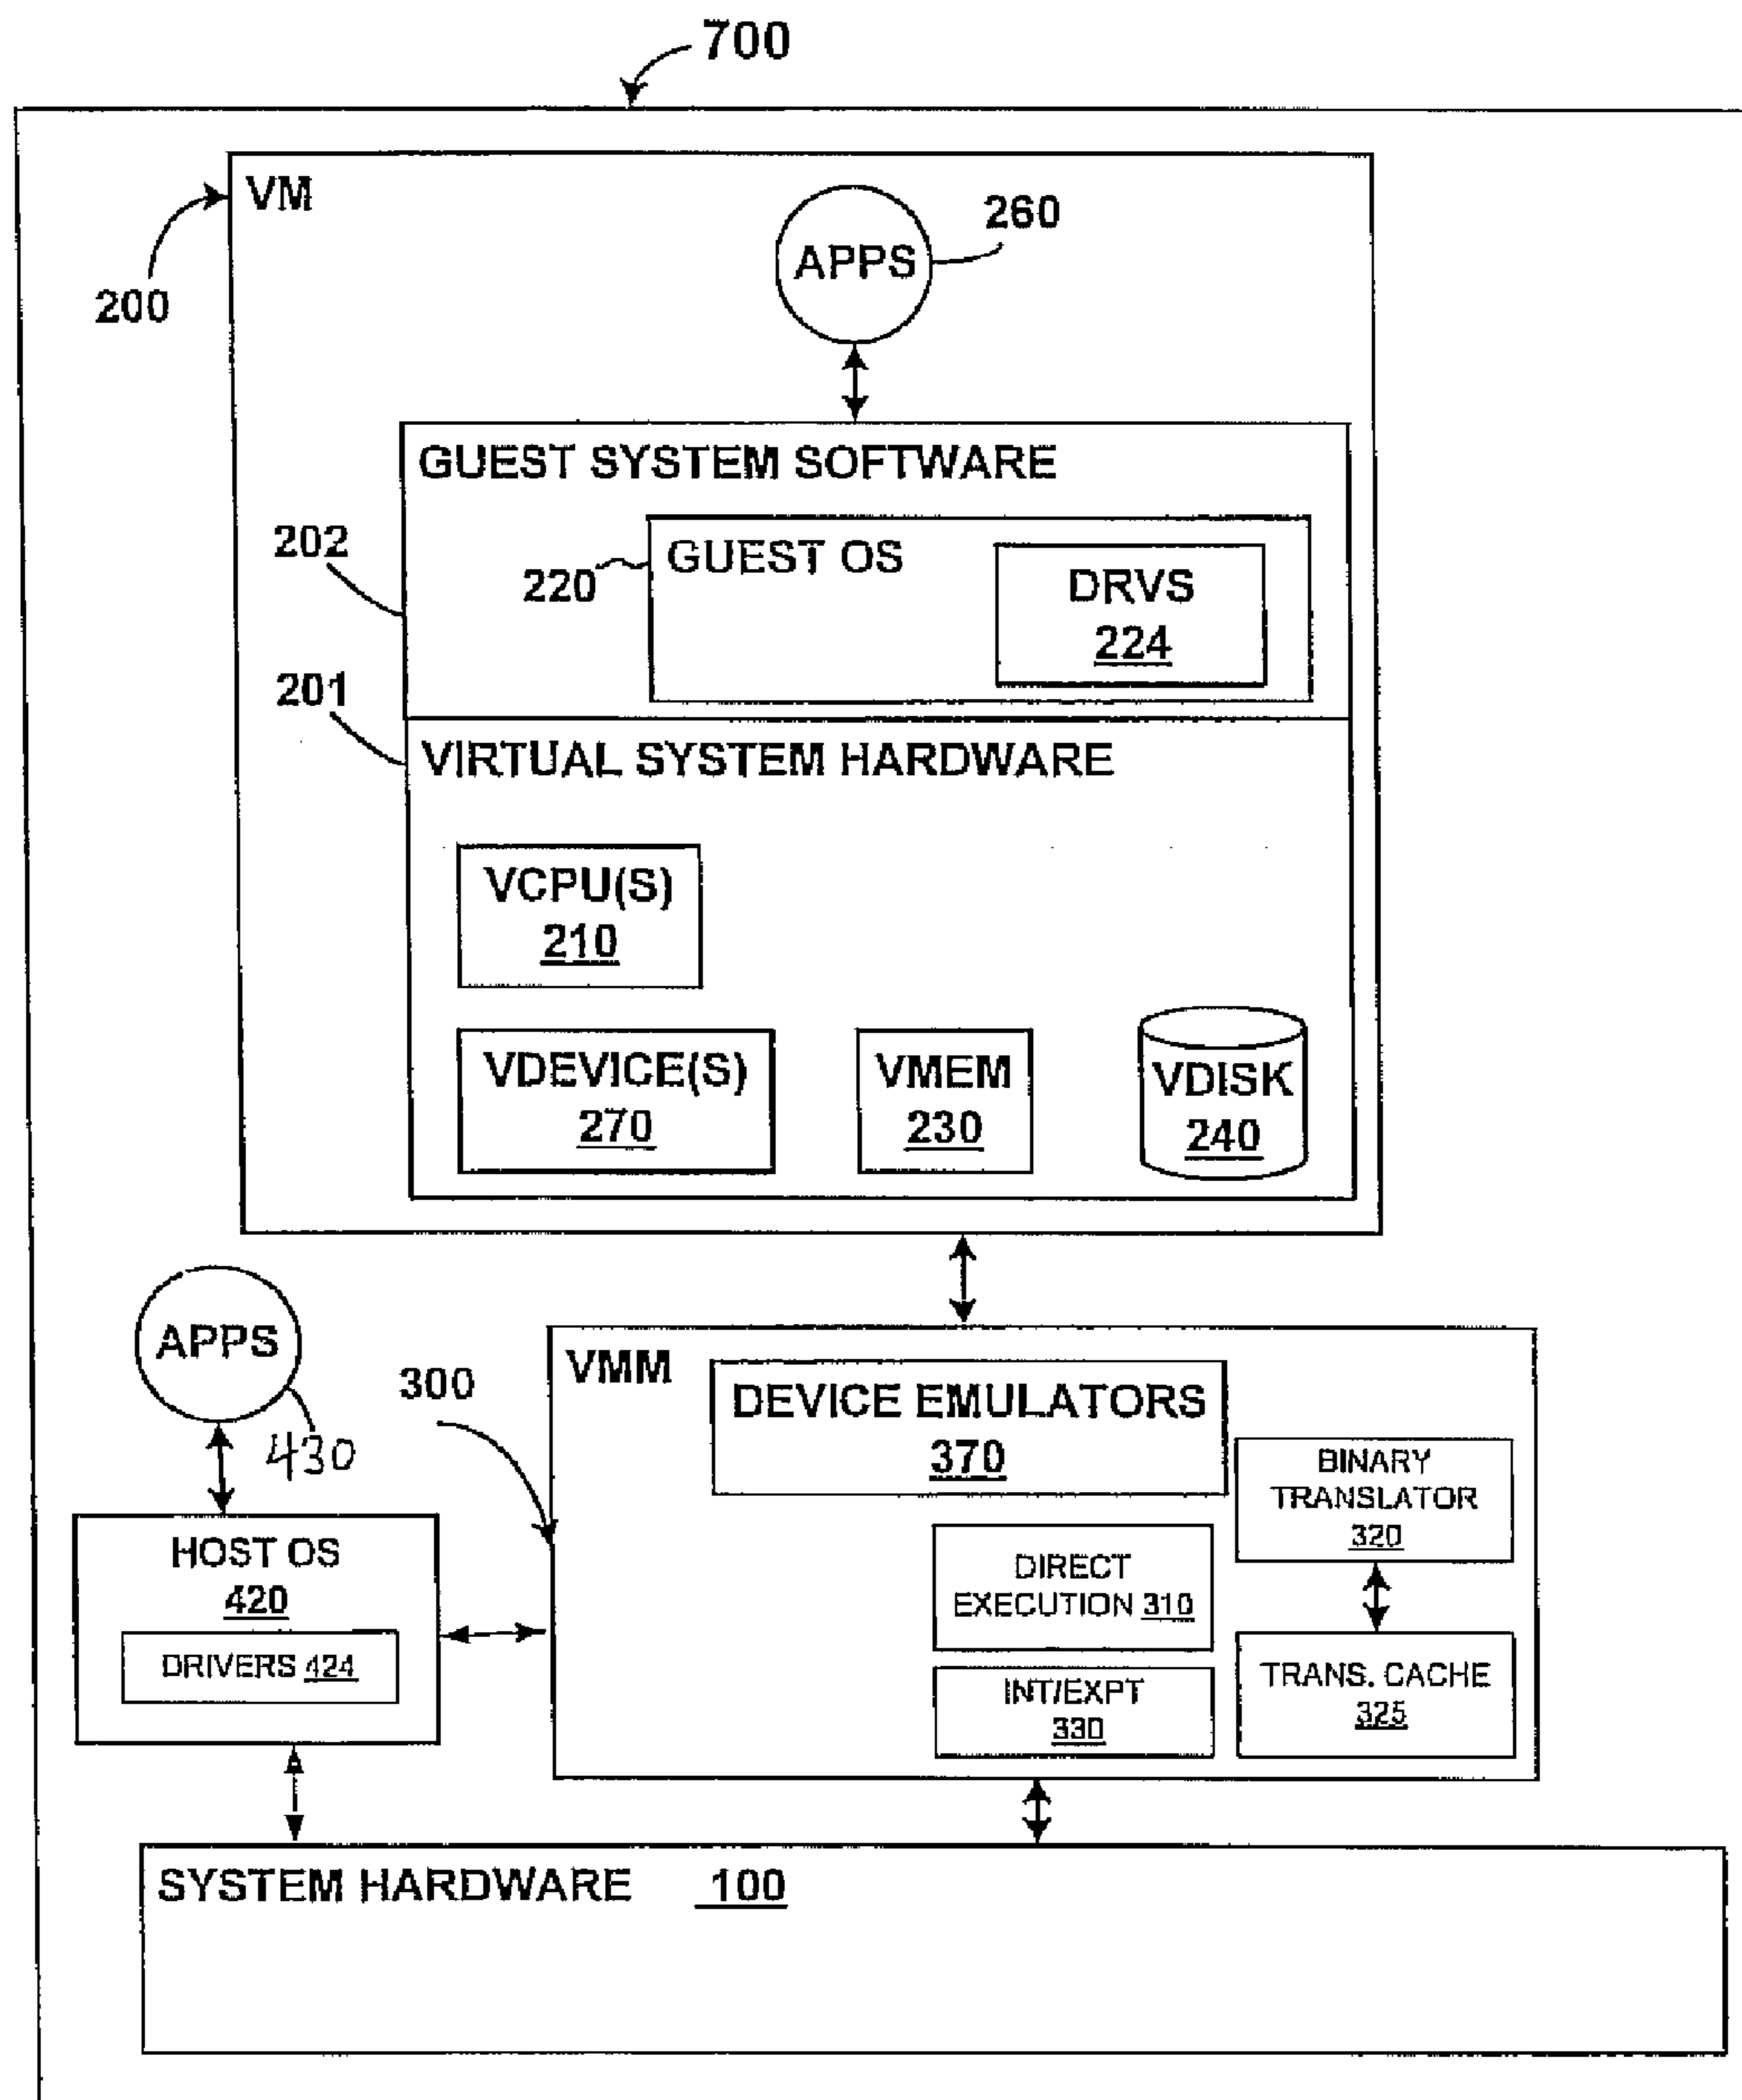 700
VM
200
APPS
260
GUEST SYSTEM SOFTWARE
202
220
GUEST OS
DRVS
224
201
VIRTUAL SYSTEM HARDWARE
VCPU(S)
210
VDEVICE(S)
270
VMEM
230
VDISK
240
APPS
430
300
VMM
DEVICE EMULATORS
370
BINARY
TRANSLATOR
320
HOST OS
420
DRIVERS 424
DIRECT
EXECUTION 310
INT/EXPT
330
TRANS. CACHE
325
SYSTEM HARDWARE 100